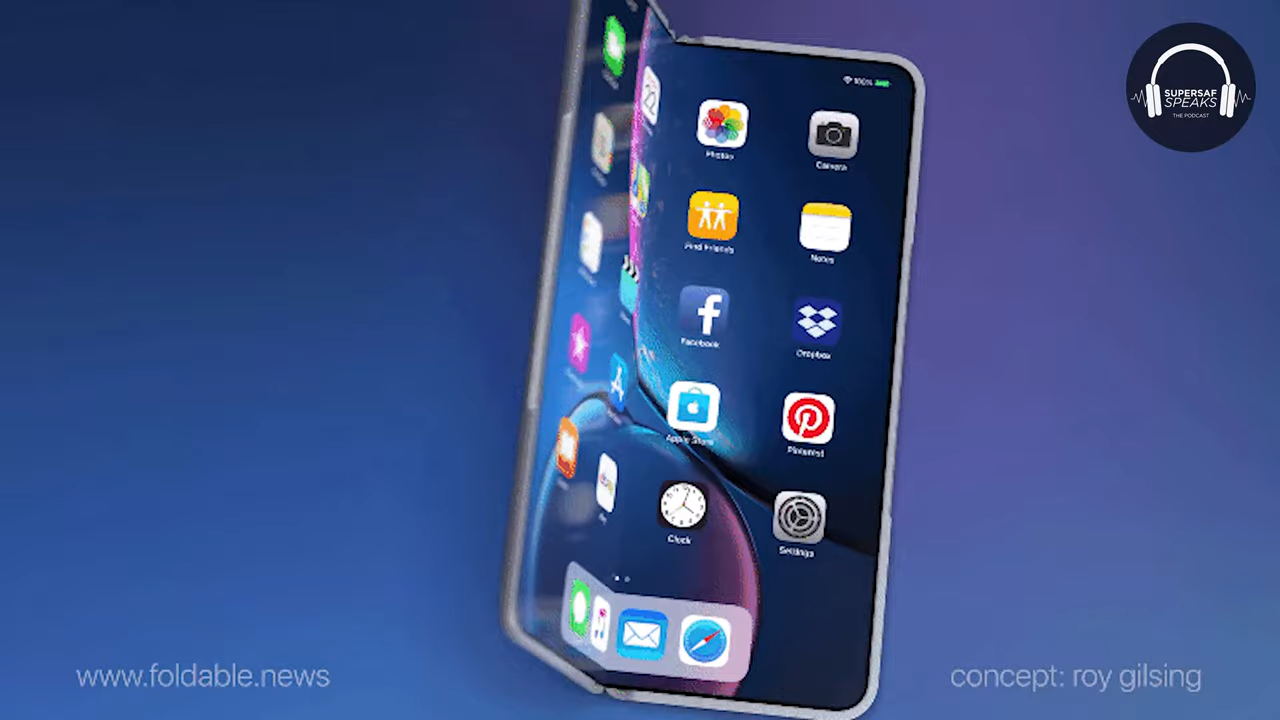 SUPERSAF
SPEAKS
THE PODCAST
100%
22
Photos
Camera
Find Friends
Notes
Facebook
Dropbox
Apple Store
Pinterest
Clock
Settings
www.foldable.news
concept: roy gilsing